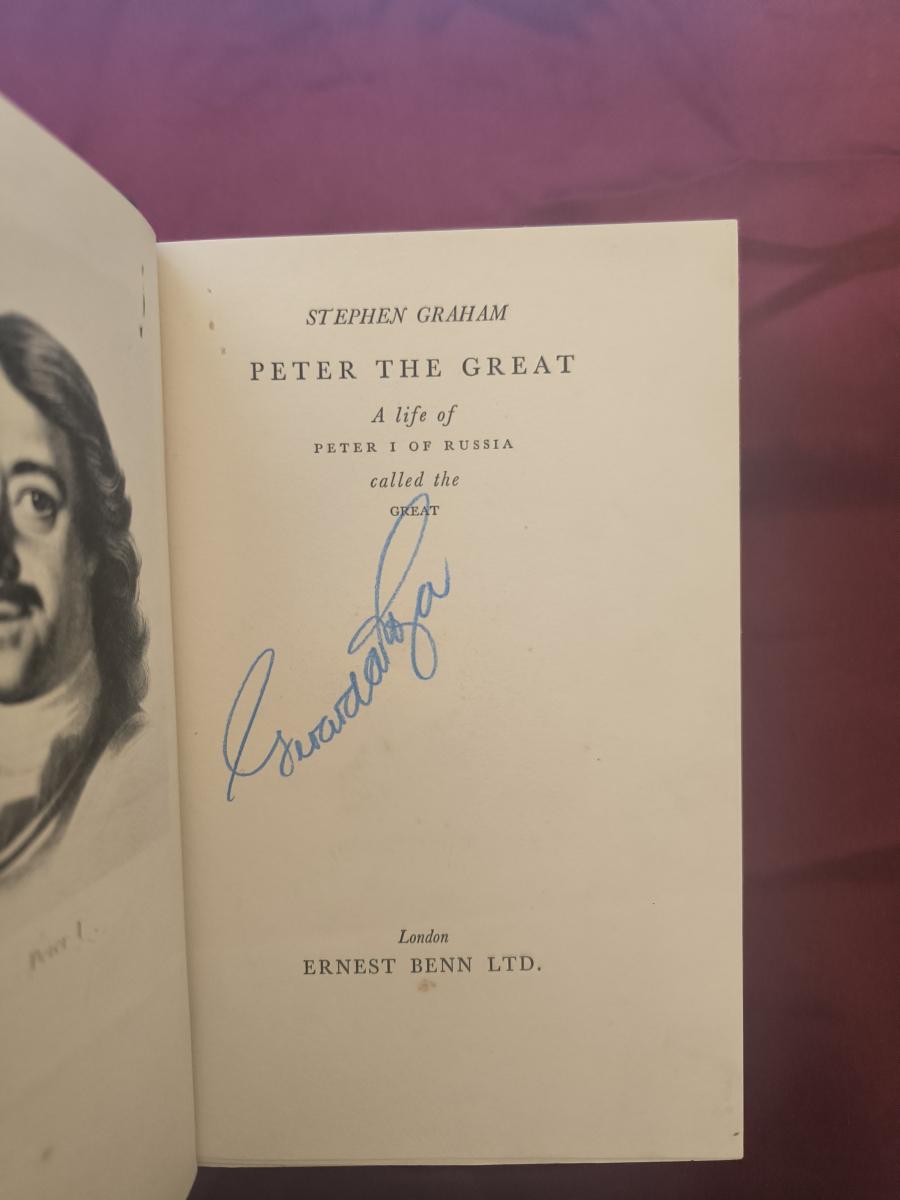 STEPHEN GRAHAM
PETER THE GREAT
A life of
PETER I OF RUSSIA
called the
GREAT
London
ERNEST BENN LTD.